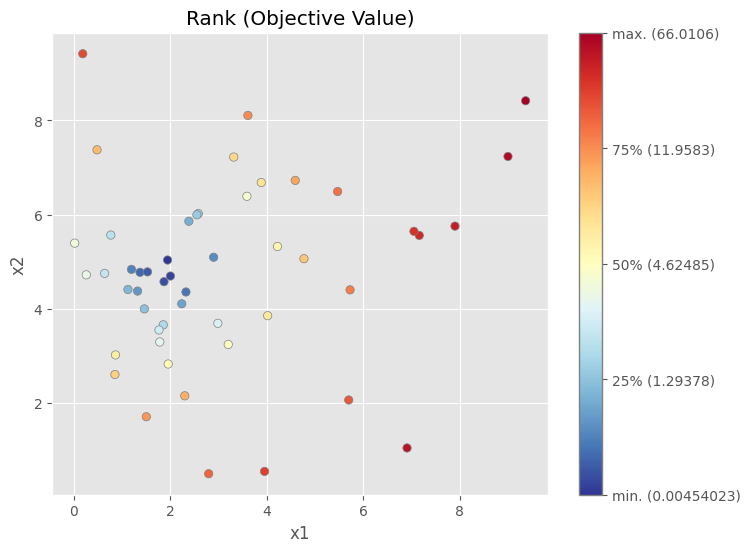 Rank (Objective Value)
max. (66.0106)
75% (11.9583)
50% (4.62485)
25% (1.29378)
min. (0.00454023)
8
6
4
2
x2
0 2 4 6 8
x1